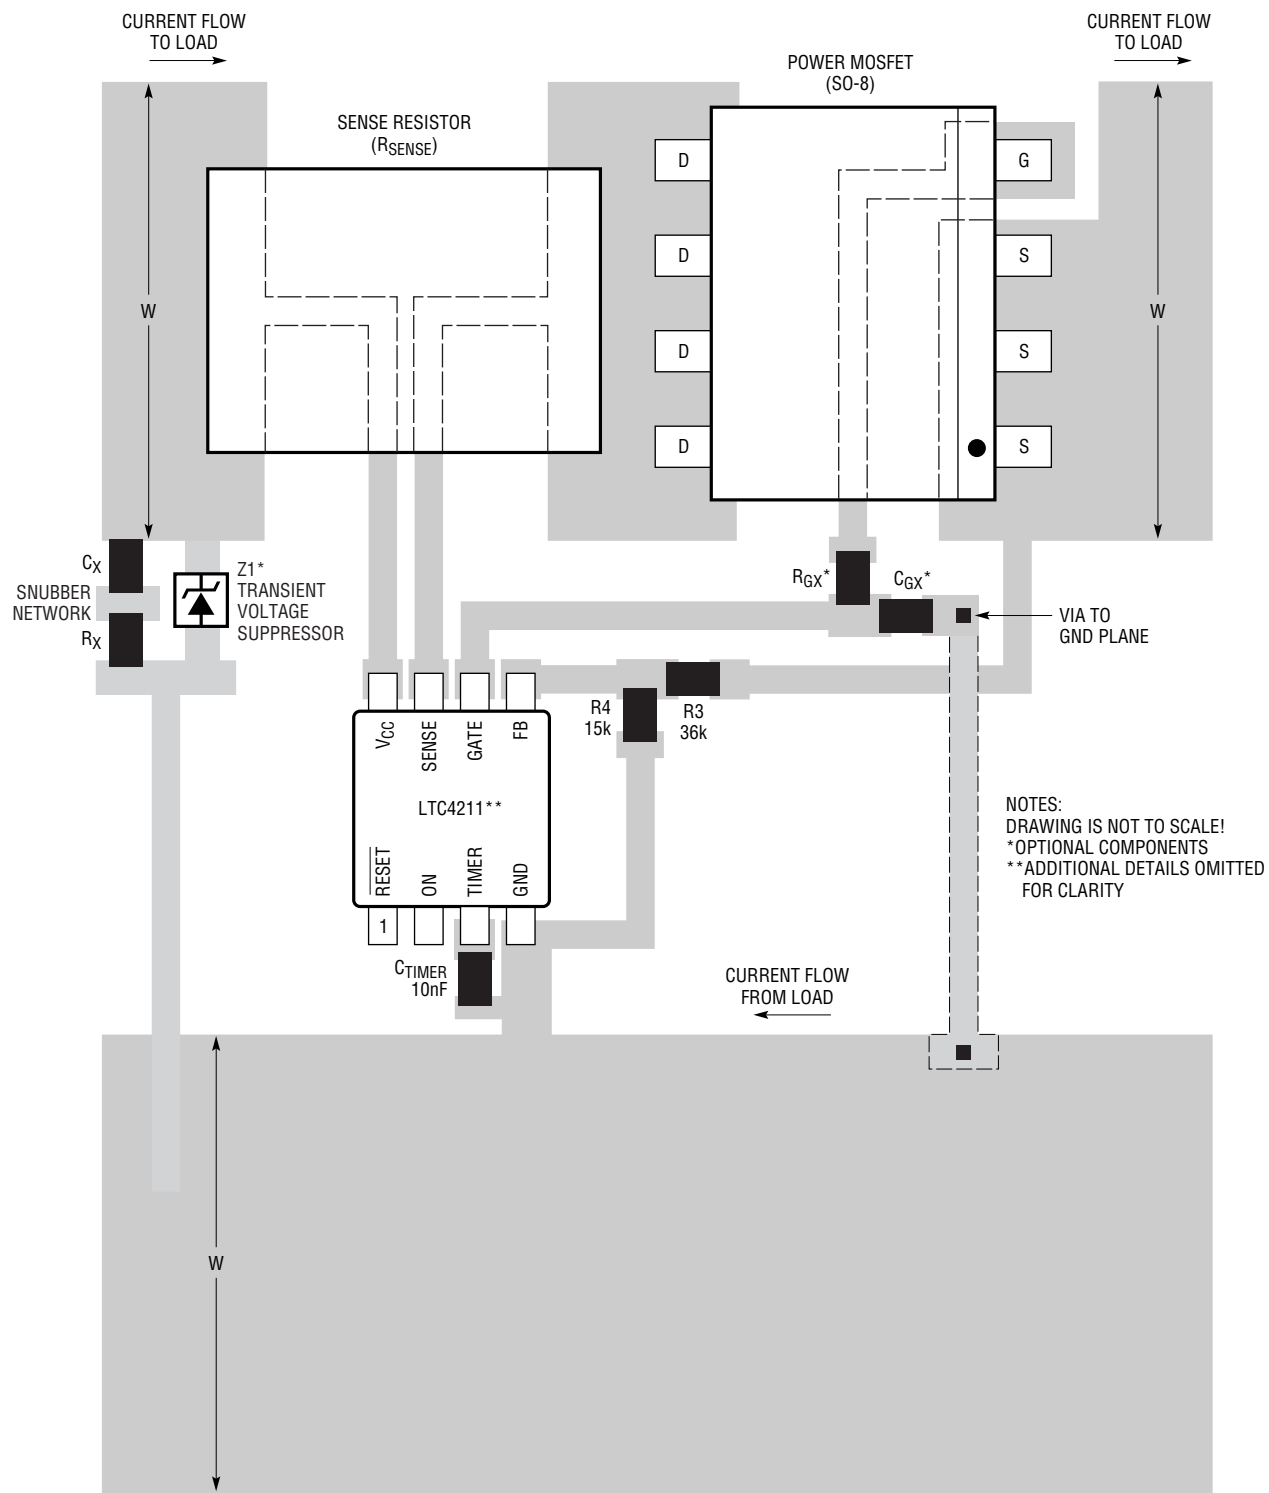 CURRENT FLOW
TO LOAD
CURRENT FLOW
TO LOAD
POWER MOSFET
(SO-8)
SENSE RESISTOR
(RSENSE)
D
G
D
S
W
W
D
S
D
S
CX
SNUBBER
NETWORK
RX
Z1*
TRANSIENT
VOLTAGE
SUPPRESSOR
RGX*
CGX*
VIA TO
GND PLANE
R4
15k
R3
36k
VCC
SENSE
GATE
FB
LTC4211**
RESET
ON
TIMER
GND
1
NOTES:
DRAWING IS NOT TO SCALE!
*OPTIONAL COMPONENTS
**ADDITIONAL DETAILS OMITTED
FOR CLARITY
CTIMER
10nF
CURRENT FLOW
FROM LOAD
W